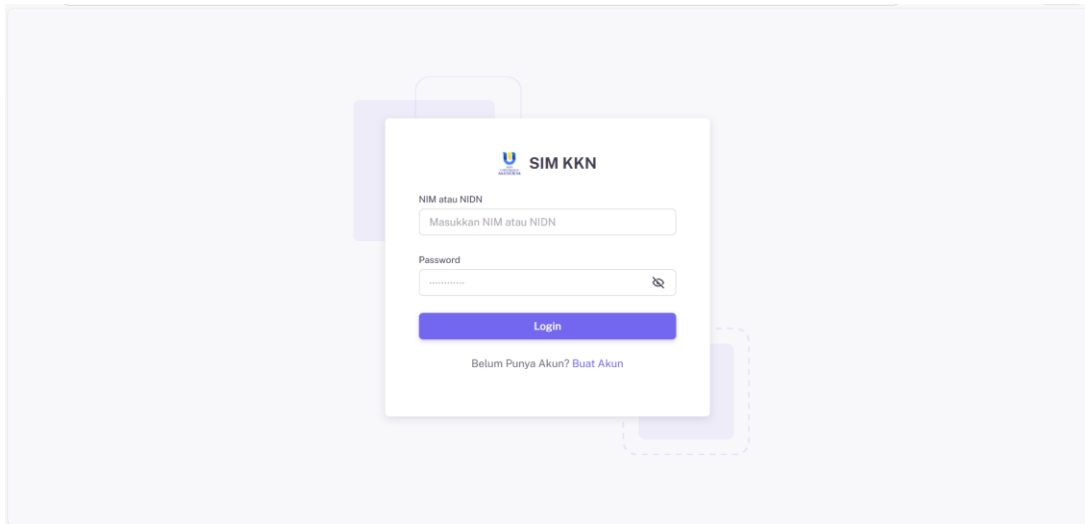 SIM KKN
NIM atau NIDN
Masukkan NIM atau NIDN
Password
············
Login
Belum Punya Akun? Buat Akun